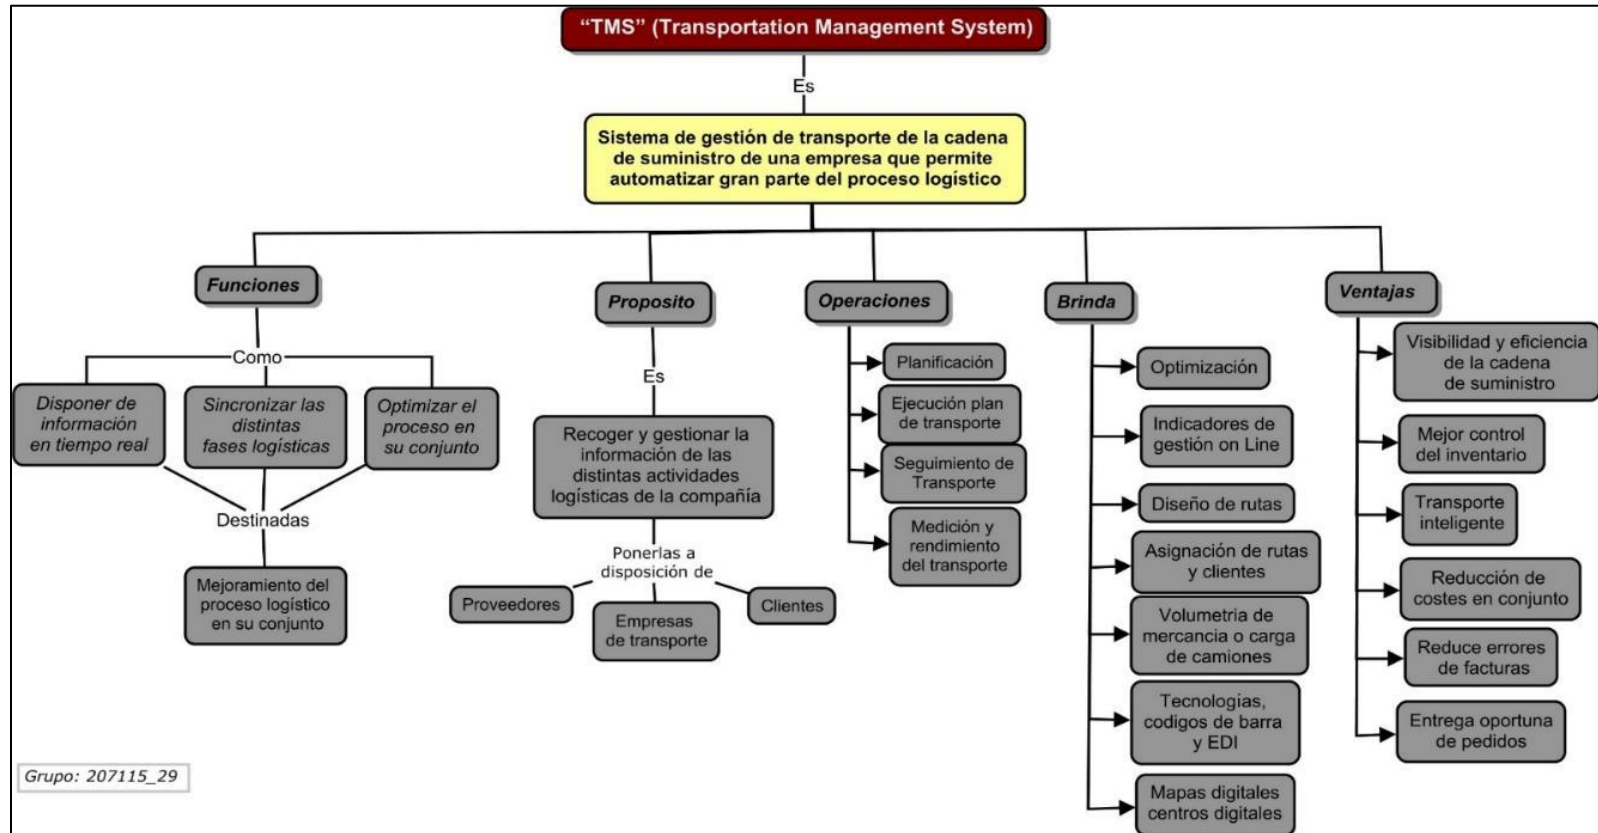 “TMS” (Transportation Management System)
Es
Sistema de gestión de transporte de la cadena
de suministro de una empresa que permite
automatizar gran parte del proceso logístico
Funciones
Como
Disponer de
información
en tiempo real
Sincronizar las
distintas
fases logísticas
Optimizar el
proceso en
su conjunto
Destinadas
Mejoramiento del
proceso logístico
en su conjunto
Proposito
Es
Recoger y gestionar la
información de las
distintas actividades
logísticas de la compañía
Ponerlas a
disposición de
Proveedores
Empresas
de transporte
Clientes
Operaciones
Planificación
Ejecución plan
de transporte
Seguimiento de
Transporte
Medición y
rendimiento
del transporte
Brinda
Optimización
Indicadores de
gestión on Line
Diseño de rutas
Asignación de rutas
y clientes
Volumetria de
mercancia o carga
de camiones
Tecnologías,
codigos de barra
y EDI
Mapas digitales
centros digitales
Ventajas
Visibilidad y eficiencia
de la cadena
de suministro
Mejor control
del inventario
Transporte
inteligente
Reducción de
costes en conjunto
Reduce errores
de facturas
Entrega oportuna
de pedidos
Grupo: 207115_29